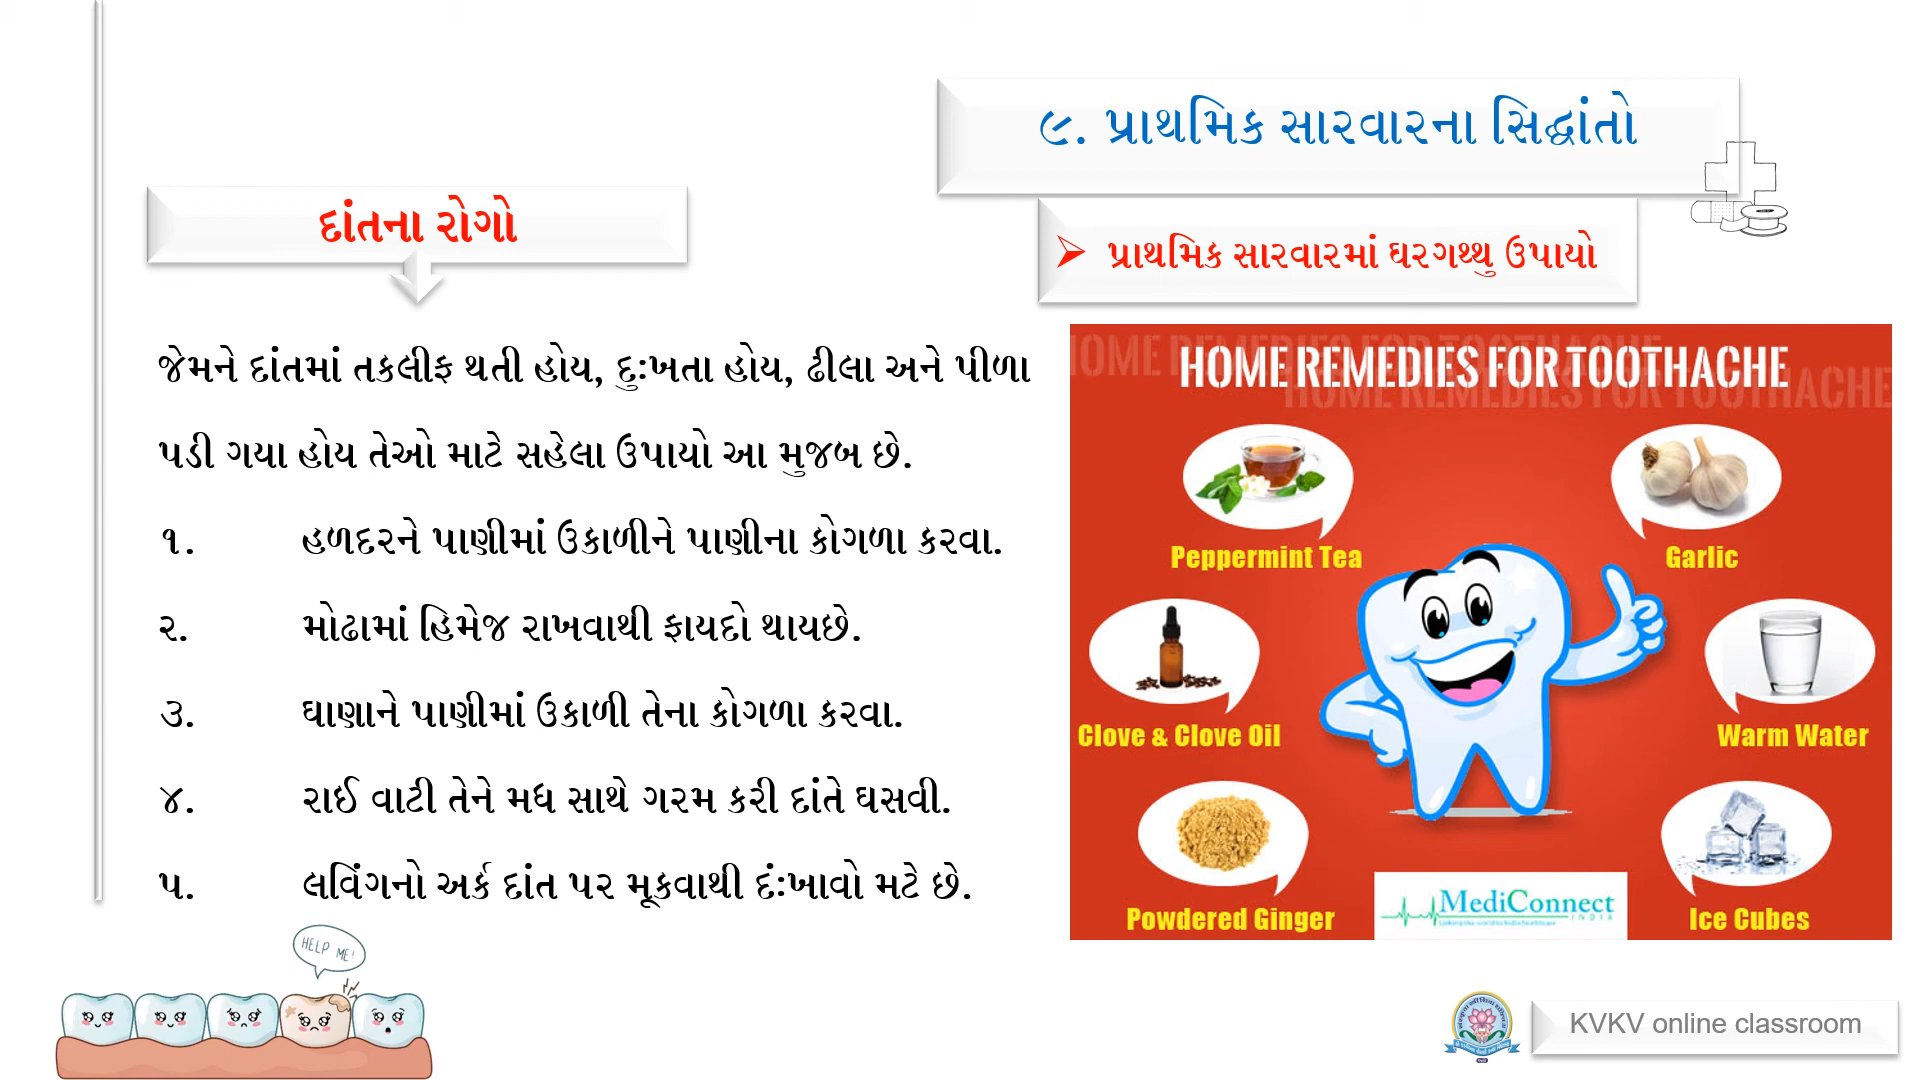 ૯. પ્રાથમિક સારવારના સિદ્ધાંતો
પ્રાથમિક સારવારમાં ઘરગથ્થુ ઉપાયો
દાંતના રોગો
જેમને દાંતમાં તકલીફ થતી હોય, દુઃખતા હોય, ઢીલા અને પીળા
પડી ગયા હોય તેઓ માટે સહેલા ઉપાયો આ મુજબ છે.
૧. હળદરને પાણીમાં ઉકાળીને પાણીના કોગળા કરવા.
૨. મોઢામાં હિમેજ રાખવાથી ફાયદો થાયછે.
૩. ઘાણાને પાણીમાં ઉકાળી તેના કોગળા કરવા.
૪. રાઈ વાટી તેને મધ સાથે ગરમ કરી દાંતે ઘસવી.
૫. લવિંગનો અર્ક દાંત પર મૂકવાથી દંઃખાવો મટે છે.
HOME REMEDIES FOR TOOTHACHE
Peppermint Tea
Garlic
Clove & Clove Oil
Warm Water
Powdered Ginger
Ice Cubes
MediConnect
INDIA
HELP ME!
KVKV online classroom